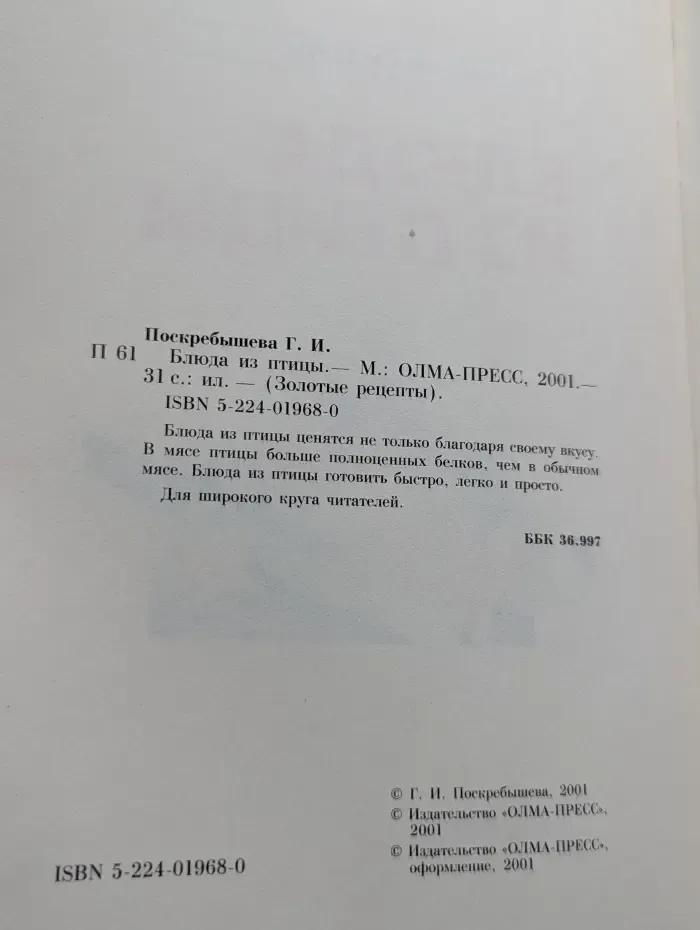 Поскребышева Г. И.
П 61 Блюда из птицы.— М.: ОЛМА-ПРЕСС, 2001.—
31 с.: ил. — (Золотые рецепты).
ISBN 5-224-01968-0
Блюда из птицы ценятся не только благодаря своему вкусу.
В мясе птицы больше полноценных белков, чем в обычном
мясе. Блюда из птицы готовить быстро, легко и просто.
Для широкого круга читателей.
ББК 36.997
© Г. И. Поскребышева, 2001
© Издательство «ОЛМА-ПРЕСС»,
2001
© Издательство «ОЛМА-ПРЕСС»,
оформление, 2001
ISBN 5-224-01968-0